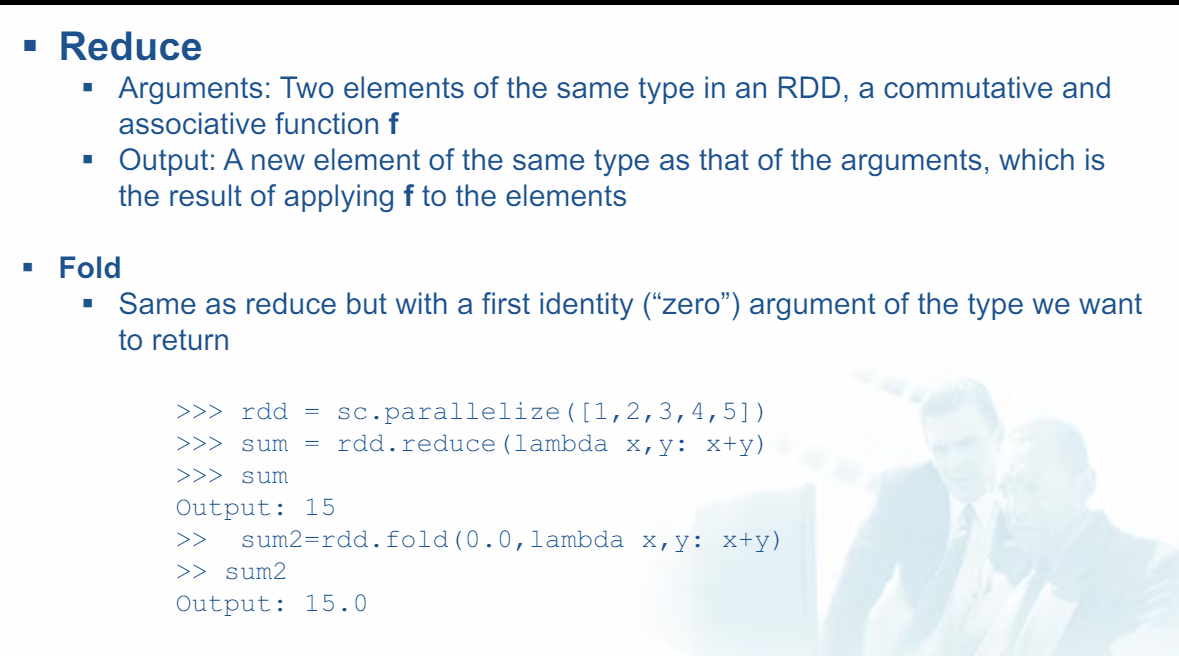 ▪ Reduce
▪ Arguments: Two elements of the same type in an RDD, a commutative and
associative function f
▪ Output: A new element of the same type as that of the arguments, which is
the result of applying f to the elements
▪ Fold
▪ Same as reduce but with a first identity (“zero”) argument of the type we want
to return
>>> rdd = sc.parallelize([1,2,3,4,5])
>>> sum = rdd.reduce(lambda x,y: x+y)
>>> sum
Output: 15
>>  sum2=rdd.fold(0.0,lambda x,y: x+y)
>> sum2
Output: 15.0